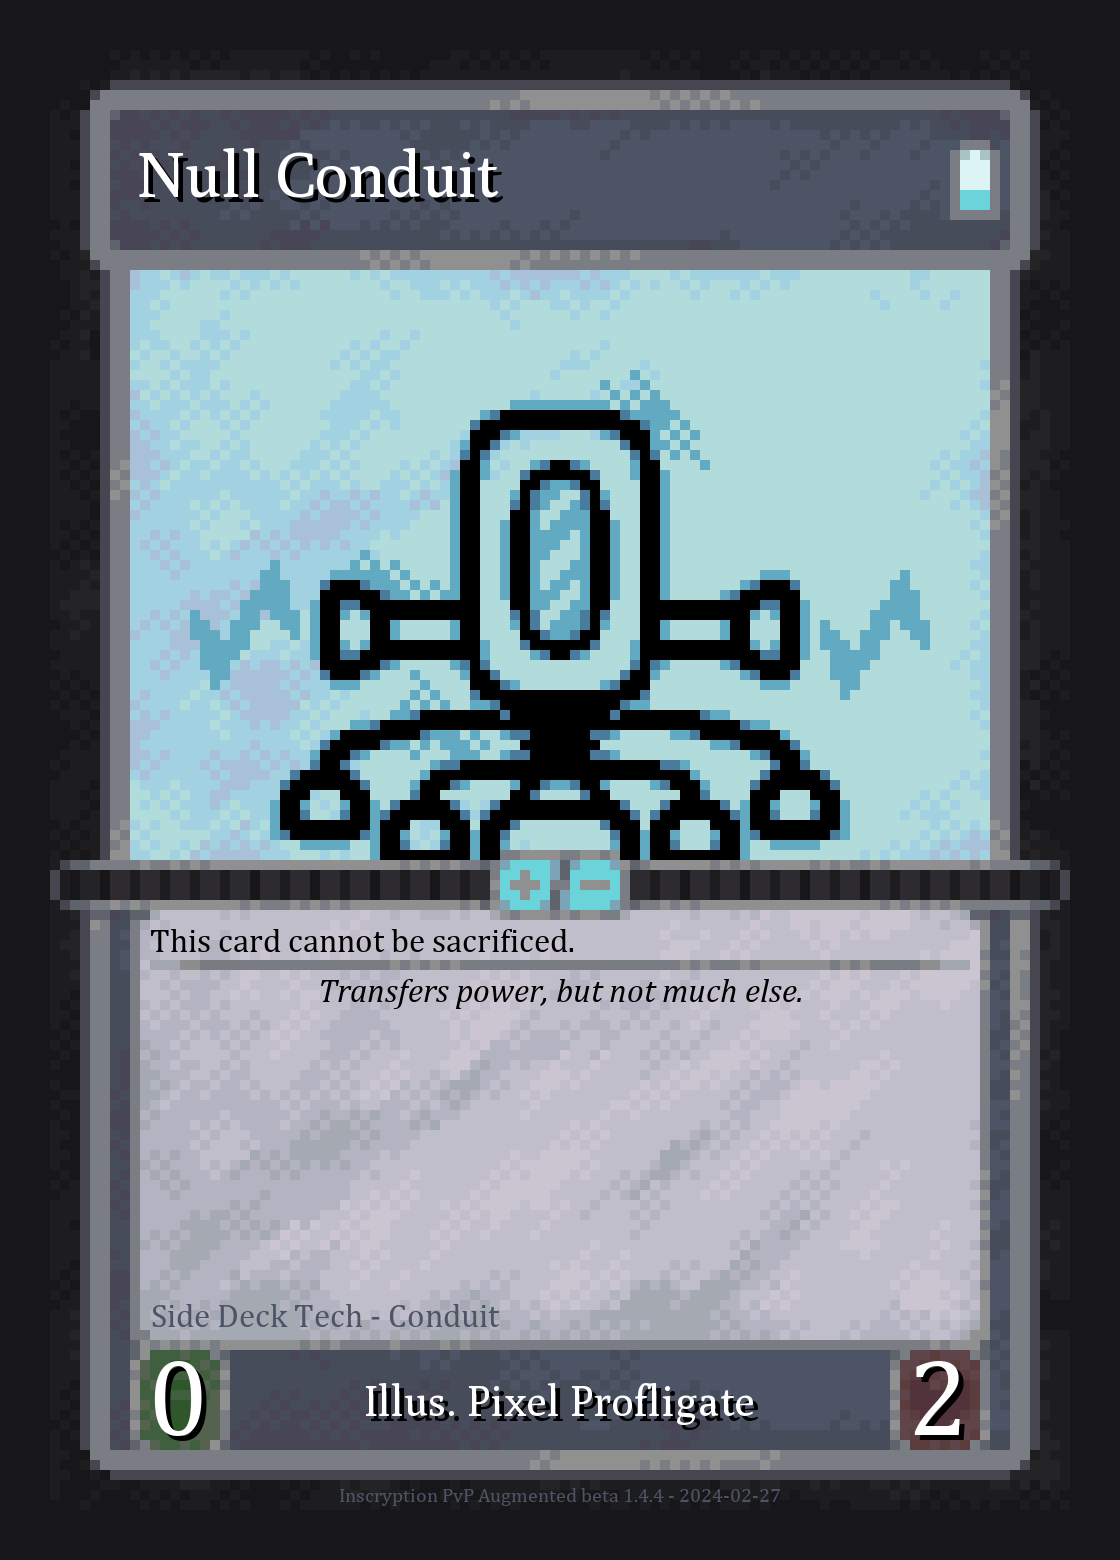 Null Conduit
+ / -
This card cannot be sacrificed.
Transfers power, but not much else.
Side Deck Tech - Conduit
0
Illus. Pixel Profligate
2
Inscryption PvP Augmented beta 1.4.4 - 2024-02-27